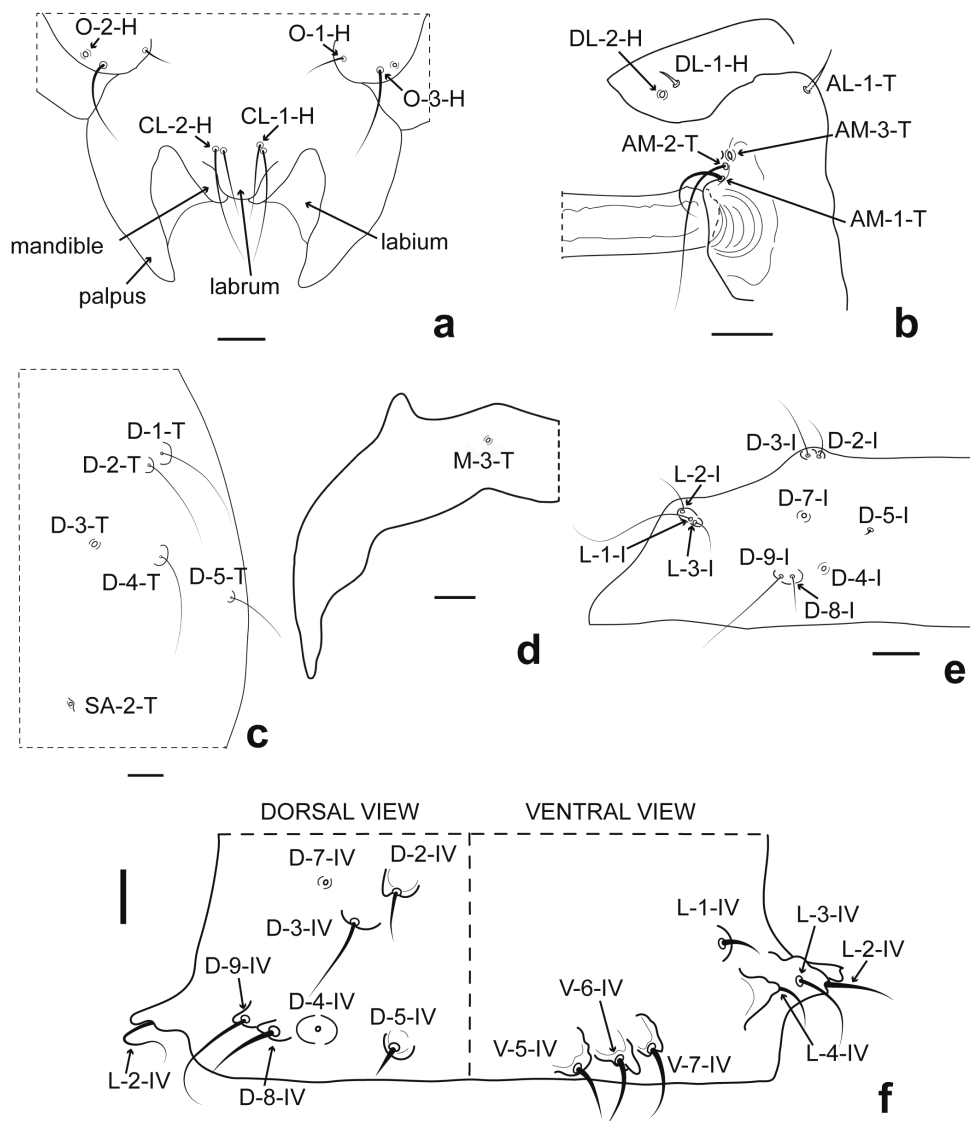 O-2-H
O-1-H
O-3-H
CL-2-H
CL-1-H
mandible
labium
palpus
labrum
a
DL-2-H
DL-1-H
AL-1-T
AM-2-T
AM-3-T
AM-1-T
b
D-1-T
D-2-T
D-3-T
D-4-T
D-5-T
SA-2-T
c
M-3-T
d
D-3-I
D-2-I
L-2-I
D-7-I
D-5-I
L-1-I
L-3-I
D-9-I
D-4-I
D-8-I
e
DORSAL VIEW
VENTRAL VIEW
D-7-IV
D-2-IV
D-3-IV
D-9-IV
D-4-IV
D-5-IV
L-2-IV
D-8-IV
L-1-IV
L-3-IV
L-2-IV
V-6-IV
V-5-IV
V-7-IV
L-4-IV
f